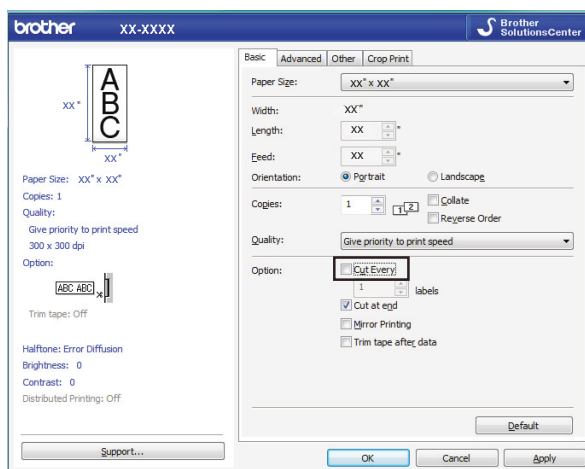 brother XX-XXXX Brother SolutionsCenter
Basic Advanced Other Crop Print
Paper Size: XX" x XX"
Width: XX"
Length: XX "
Feed: XX "
Orientation: Portrait Landscape
Copies: 1 Collate
Reverse Order
Quality: Give priority to print speed
Option: Cut Every
1 labels
Cut at end
Mirror Printing
Trim tape after data
Default
OK Cancel Apply
A
B
C
XX "
XX "
Paper Size: XX" x XX"
Copies: 1
Quality:
Give priority to print speed
300 x 300 dpi
Option:
ABC ABC
Trim tape: Off
Halftone: Error Diffusion
Brightness: 0
Contrast: 0
Distributed Printing: Off
Support...